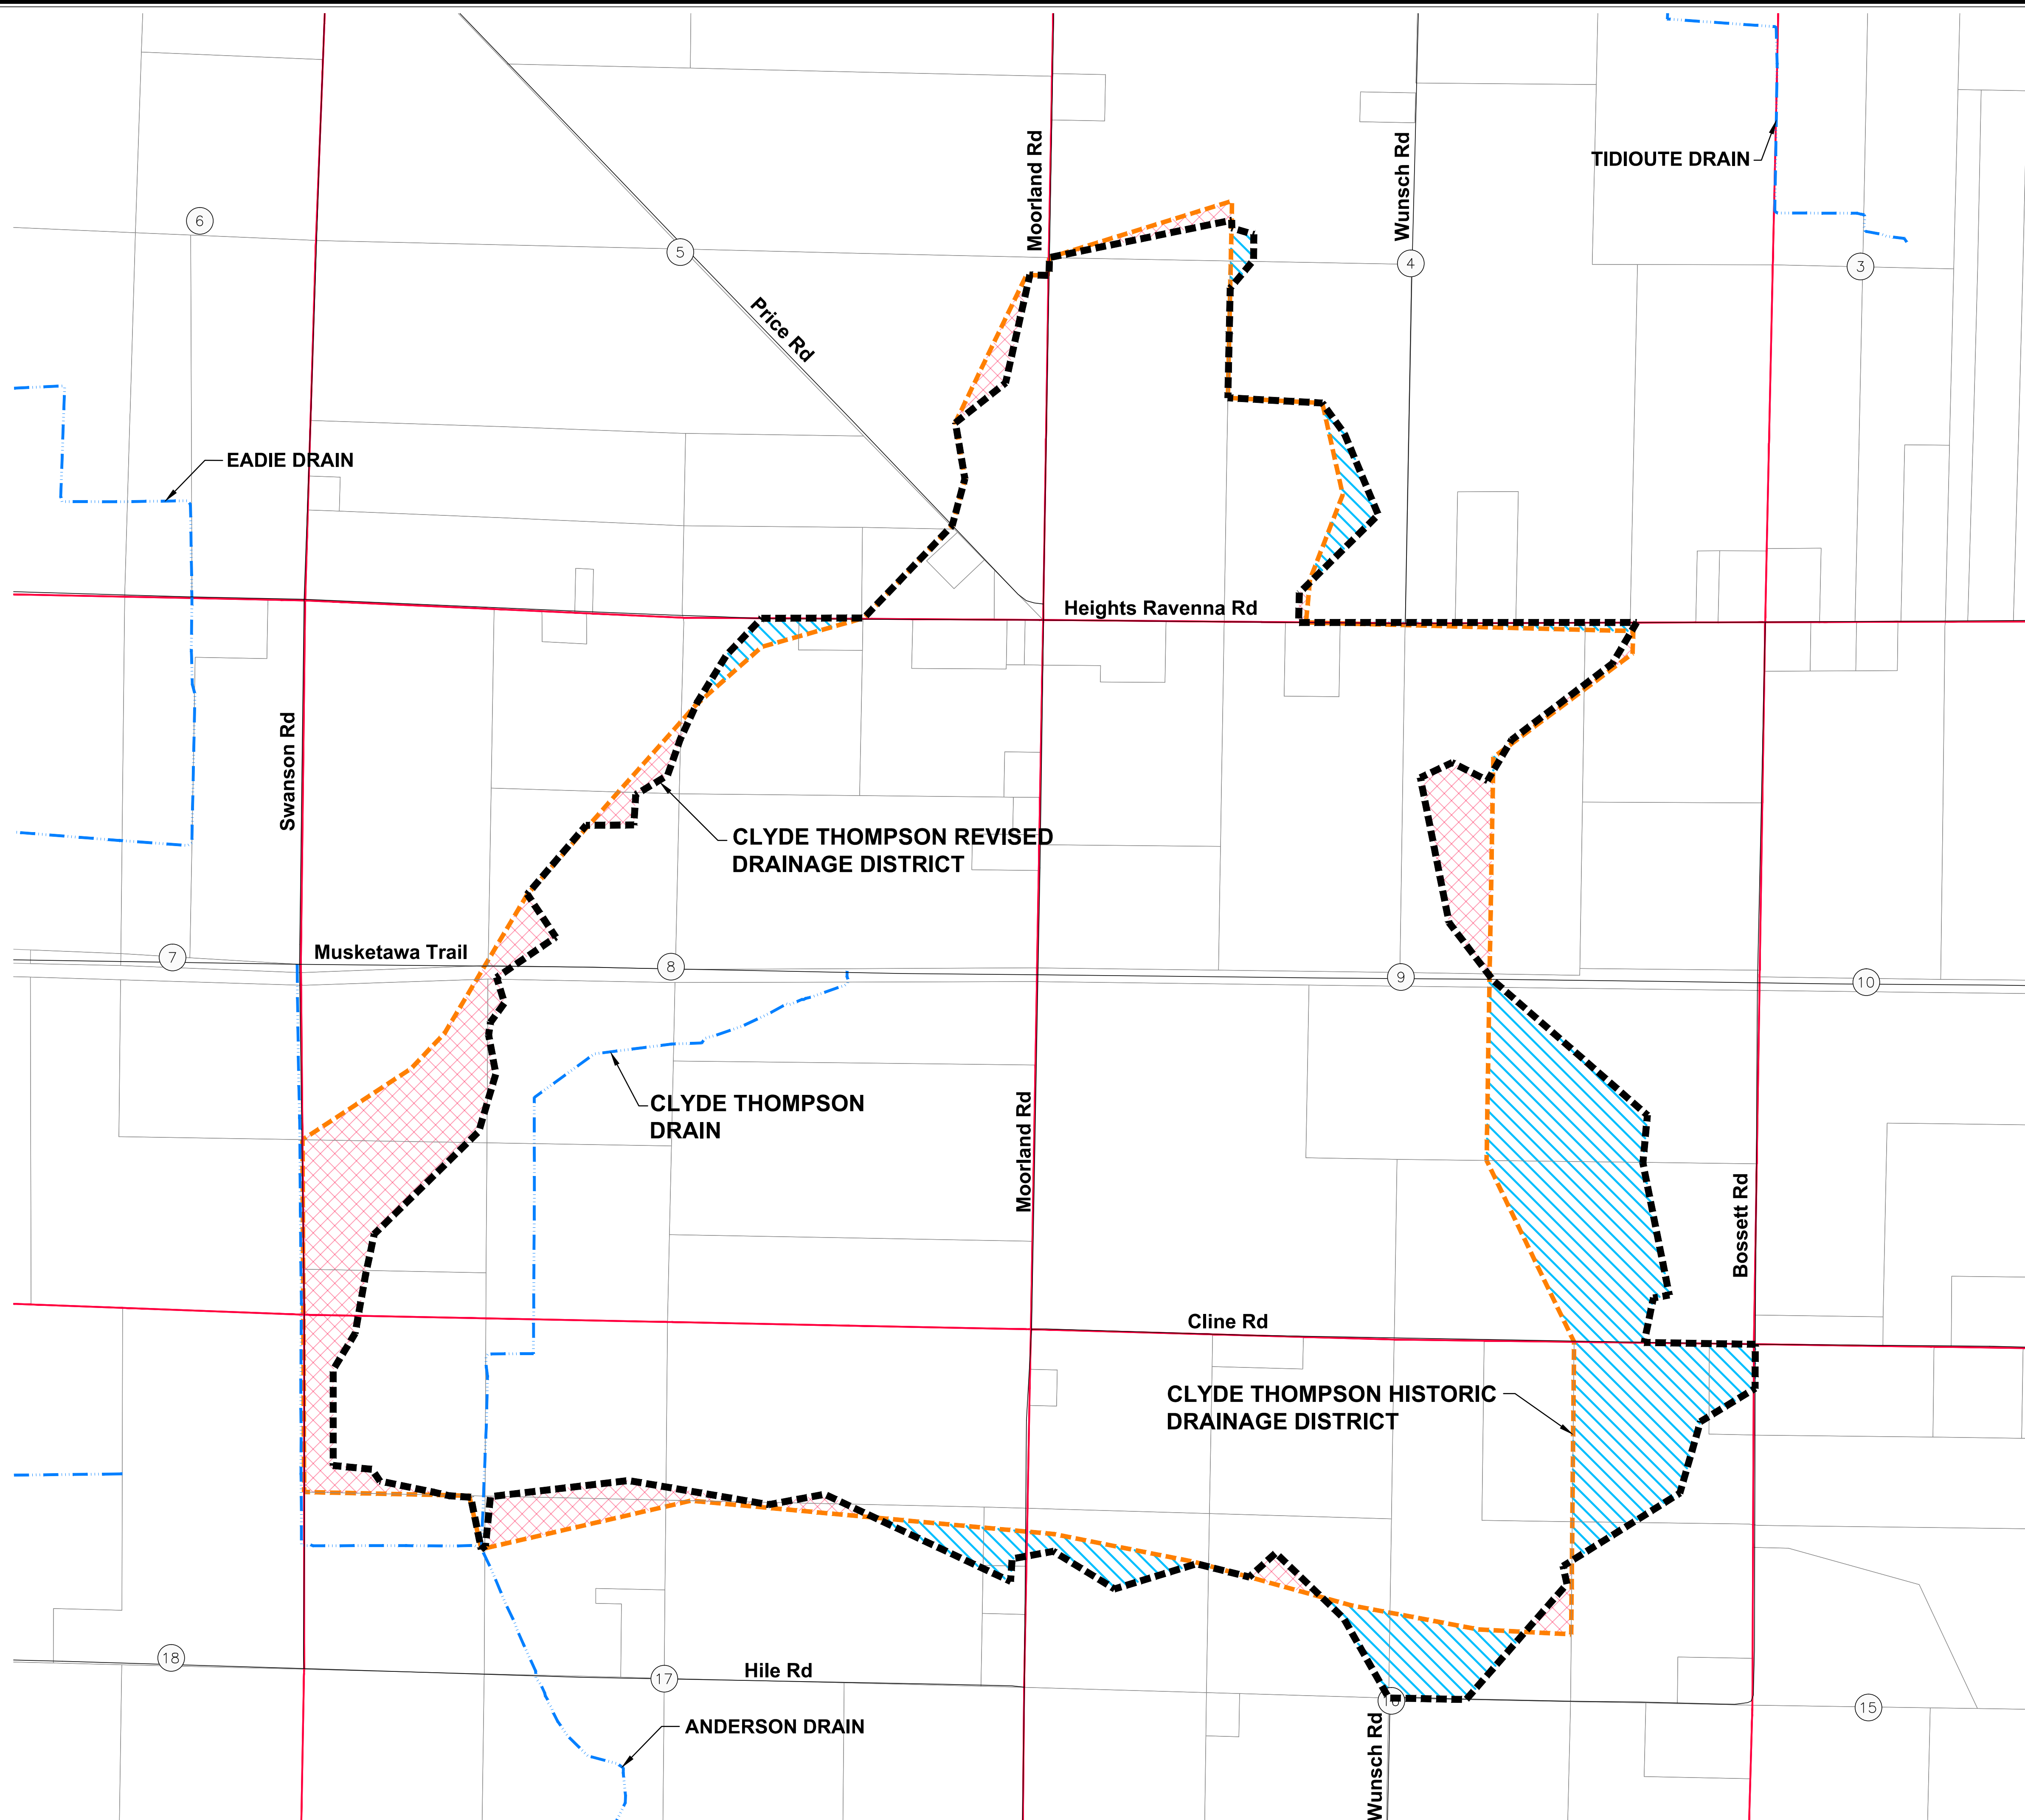 Moorland Rd
Wunsch Rd
TIDIOUTE DRAIN
6
5
4
3
Price Rd
EADIE DRAIN
Heights Ravenna Rd
Swanson Rd
CLYDE THOMPSON REVISED
DRAINAGE DISTRICT
Musketawa Trail
7
8
9
10
CLYDE THOMPSON
DRAIN
Moorland Rd
Bossett Rd
Cline Rd
CLYDE THOMPSON HISTORIC
DRAINAGE DISTRICT
18
17
Hile Rd
16
15
ANDERSON DRAIN
Wunsch Rd